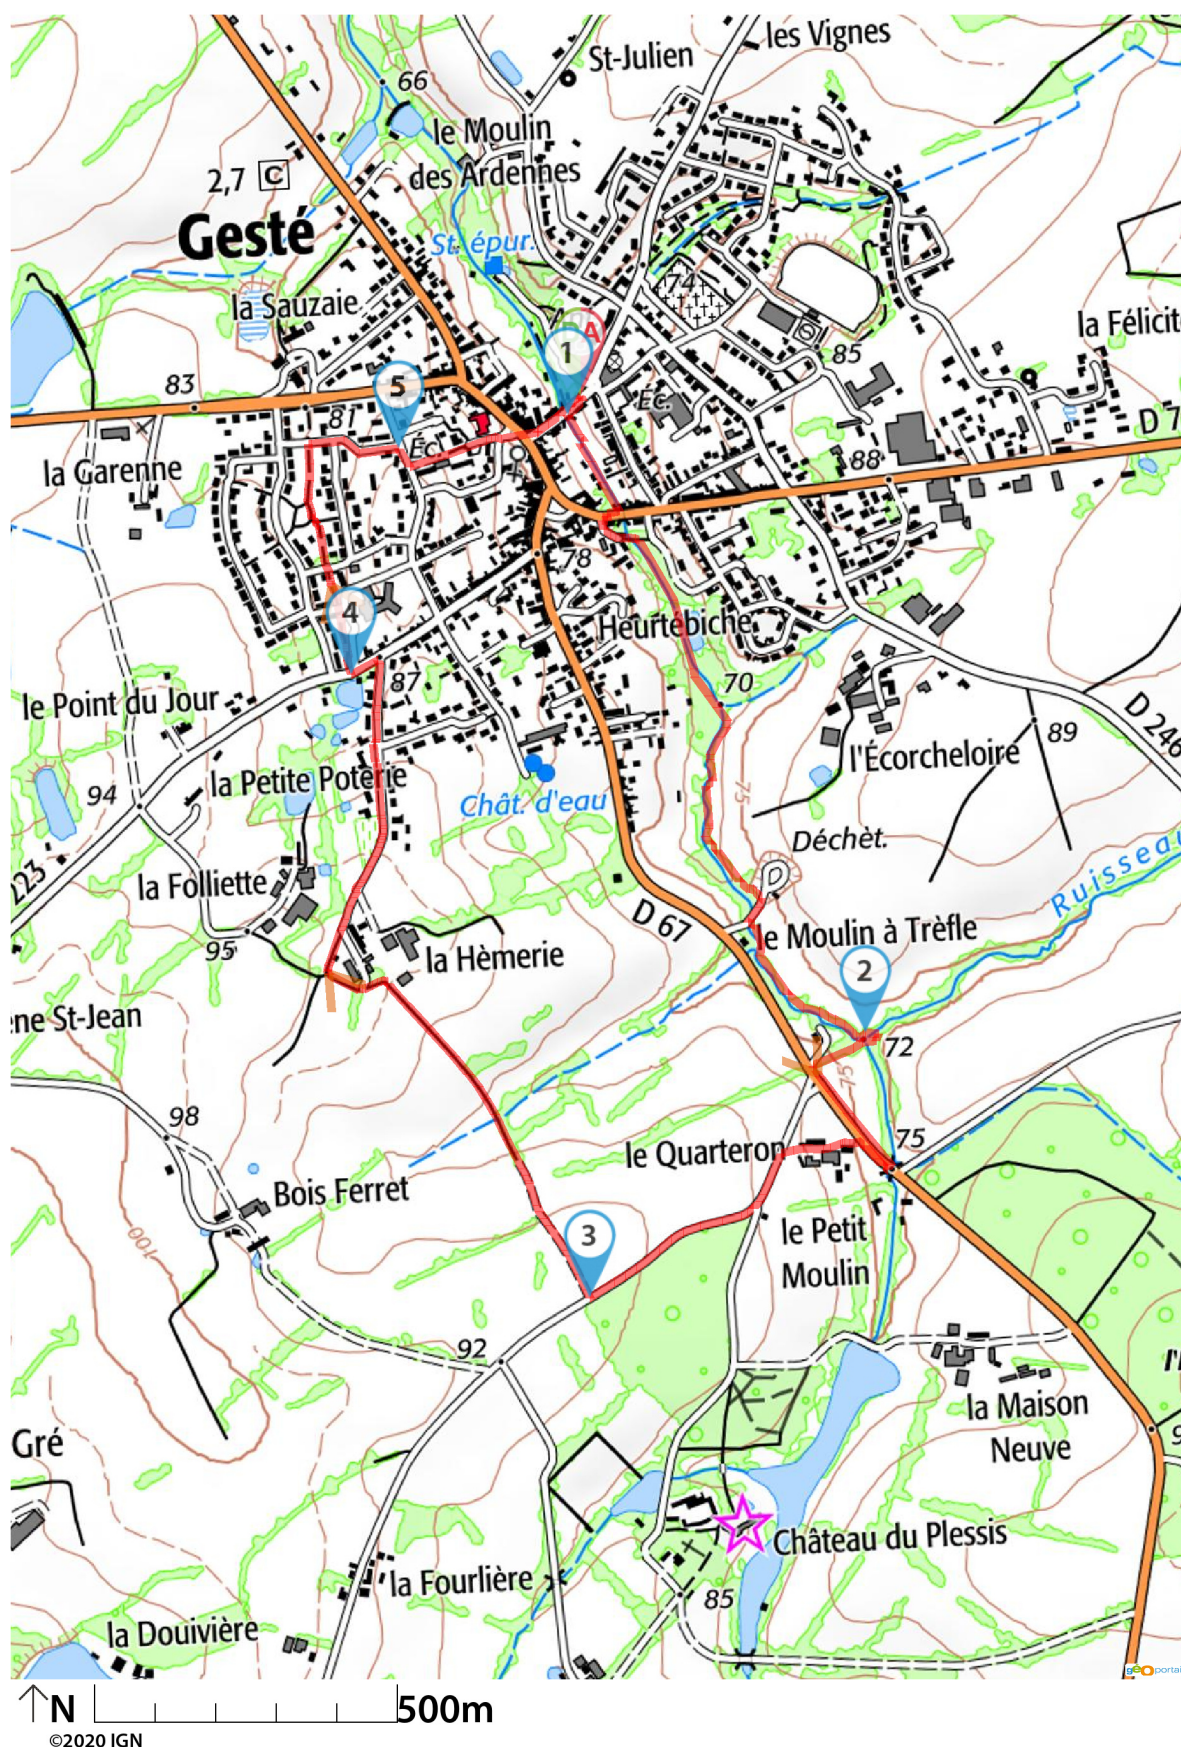 les Vignes
St-Julien
66
le Moulin
des Ardennes
2,7 C
Gesté
St. épur.
74
la Sauzaie
la Félicit
A
1
85
83
5
81
Éc.
Éc.
D 7
la Garenne
88
78
4
Heurtebiche
87
70
le Point du Jour
D 246
89
l'Écorcheloire
la Petite Poterie
94
75
Chât. d'eau
Déchèt.
Ruisseau
223
la Folliette
D 67
le Moulin à Trèfle
95
la Hèmerie
2
ène St-Jean
72
75
98
75
le Quarteron
Bois Ferret
le Petit
Moulin
3
100
92
la Maison
Neuve
Gré
Château du Plessis
la Fourlière
85
la Douivière
geoportai
N
500m
©2020 IGN